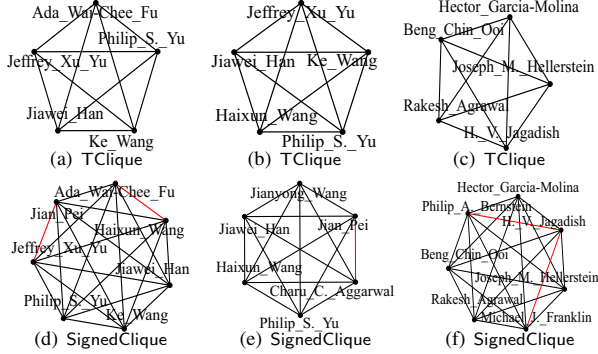 Ada_Wai-Chee_Fu
Philip_S._Yu
Jeffrey_Xu_Yu
Jiawei_Han
Ke_Wang
(a) TClique
Jeffrey_Xu_Yu
Jiawei_Han
Ke_Wang
Haixun_Wang
Philip_S._Yu
(b) TClique
Hector_Garcia-Molina
Beng_Chin_Ooi
Joseph_M._Hellerstein
Rakesh_Agrawal
H._V._Jagadish
(c) TClique
Ada_Wai-Chee_Fu
Jian_Pei
Haixun_Wang
Jeffrey_Xu_Yu
Jiawei_Han
Philip_S._Yu
Ke_Wang
(d) SignedClique
Jianyong_Wang
Jiawei_Han
Jian_Pei
Haixun_Wang
Charu_C._Aggarwal
Philip_S._Yu
(e) SignedClique
Hector_Garcia-Molina
Philip_A._Bernstein
H._V._Jagadish
Beng_Chin_Ooi
Joseph_M._Hellerstein
Rakesh_Agrawal
Michael_J._Franklin
(f) SignedClique